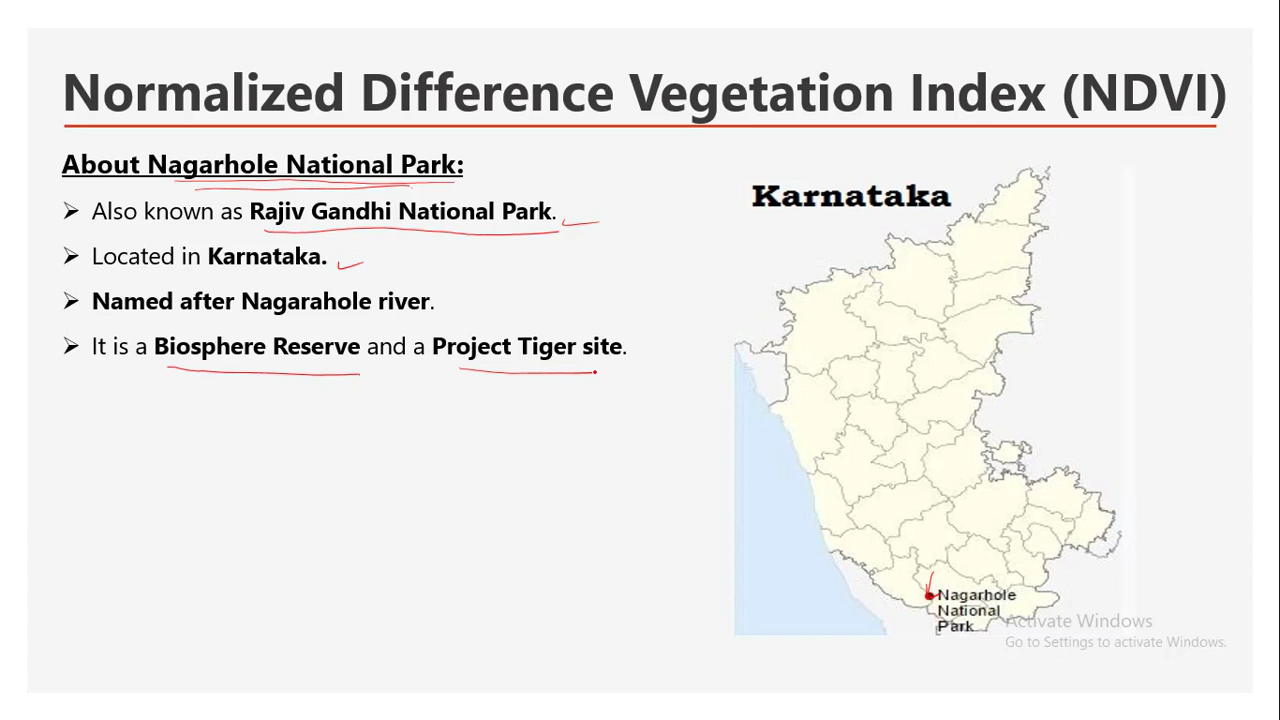 Normalized Difference Vegetation Index (NDVI)
About Nagarhole National Park:
Also known as Rajiv Gandhi National Park.
Located in Karnataka.
Named after Nagarahole river.
It is a Biosphere Reserve and a Project Tiger site.
Karnataka
Nagarhole
National
Park
Activate Windows
Go to Settings to activate Windows.